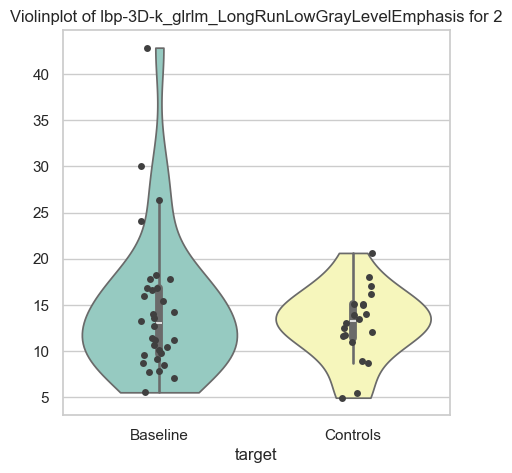 Violinplot of lbp-3D-k_glrlm_LongRunLowGrayLevelEmphasis for 2
40
35
30
25
20
15
10
5
Baseline Controls
target